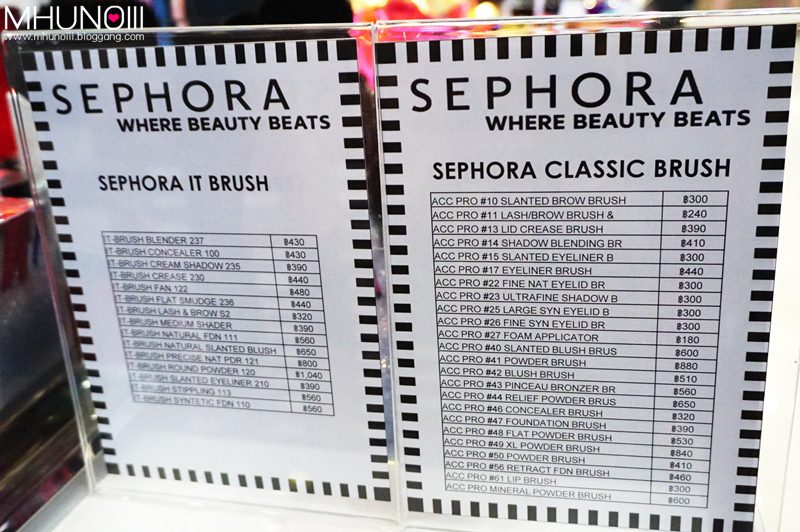 MHUNOIII
www.mhunoiii.bloggang.com
SEPHORA
WHERE BEAUTY BEATS
SEPHORA IT BRUSH
IT-BRUSH BLENDER 237 ฿430
IT-BRUSH CONCEALER 100 ฿430
IT-BRUSH CREAM SHADOW 235 ฿390
IT-BRUSH CREASE 230 ฿440
IT-BRUSH FAN 122 ฿480
IT-BRUSH FLAT SMUDGE 236 ฿440
IT-BRUSH LASH & BROW S2 ฿320
IT-BRUSH MEDIUM SHADER ฿390
IT-BRUSH NATURAL FDN 111 ฿560
IT-BRUSH NATURAL SLANTED BLUSH ฿650
IT-BRUSH PRECISE NAT PDR 121 ฿800
IT-BRUSH ROUND POWDER 120 ฿1,040
IT-BRUSH SLANTED EYELINER 210 ฿390
IT-BRUSH STIPPLING 113 ฿560
IT-BRUSH SYNTETIC FDN 110 ฿560
SEPHORA
WHERE BEAUTY BEATS
SEPHORA CLASSIC BRUSH
ACC PRO #10 SLANTED BROW BRUSH ฿300
ACC PRO #11 LASH/BROW BRUSH & ฿240
ACC PRO #13 LID CREASE BRUSH ฿390
ACC PRO #14 SHADOW BLENDING BR ฿410
ACC PRO #15 SLANTED EYELINER B ฿300
ACC PRO #17 EYELINER BRUSH ฿440
ACC PRO #22 FINE NAT EYELID BR ฿300
ACC PRO #23 ULTRAFINE SHADOW B ฿300
ACC PRO #25 LARGE SYN EYELID B ฿300
ACC PRO #26 FINE SYN EYELID BR ฿300
ACC PRO #27 FOAM APPLICATOR ฿180
ACC PRO #40 SLANTED BLUSH BRUS ฿600
ACC PRO #41 POWDER BRUSH ฿880
ACC PRO #42 BLUSH BRUSH ฿510
ACC PRO #43 PINCEAU BRONZER BR ฿560
ACC PRO #44 RELIEF POWDER BRUS ฿650
ACC PRO #46 CONCEALER BRUSH ฿320
ACC PRO #47 FOUNDATION BRUSH ฿390
ACC PRO #48 FLAT POWDER BRUSH ฿530
ACC PRO #49 XL POWDER BRUSH ฿840
ACC PRO #50 POWDER BRUSH ฿410
ACC PRO #56 RETRACT FDN BRUSH ฿460
ACC PRO #61 LIP BRUSH ฿300
ACC PRO MINERAL POWDER BRUSH ฿600